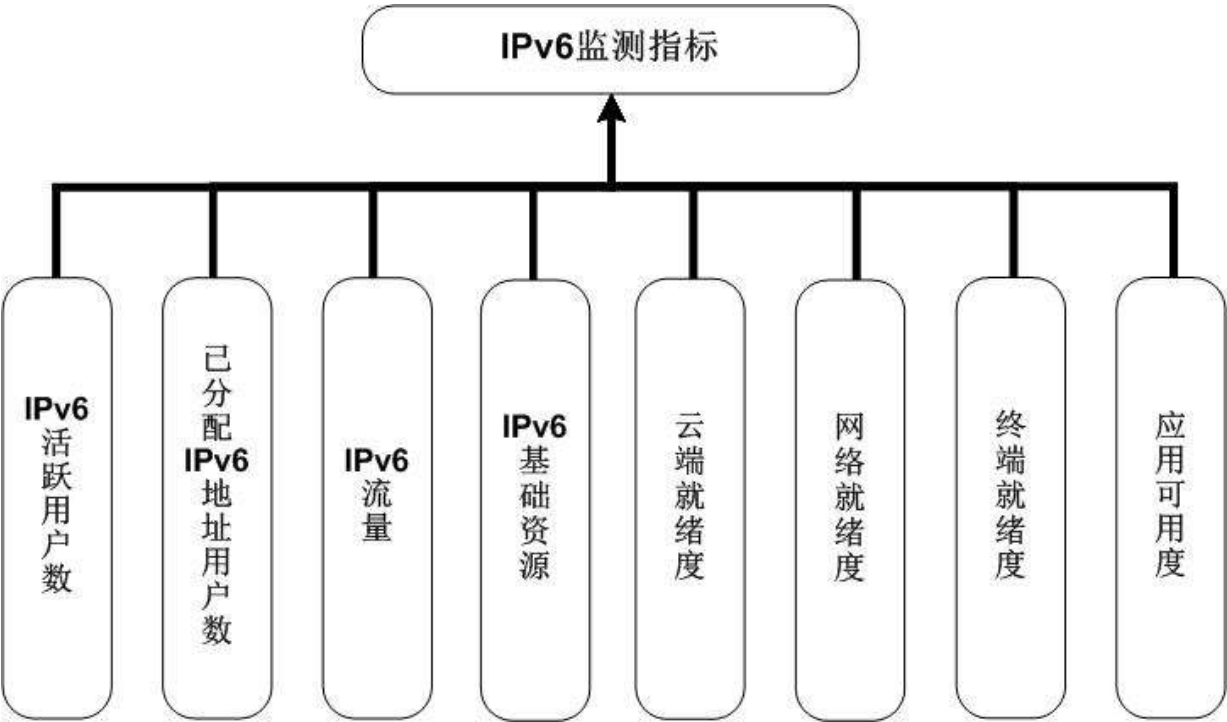 IPv6监测指标
IPv6活跃用户数
已分配IPv6地址用户数
IPv6流量
IPv6基础资源
云端就绪度
网络就绪度
终端就绪度
应用可用度